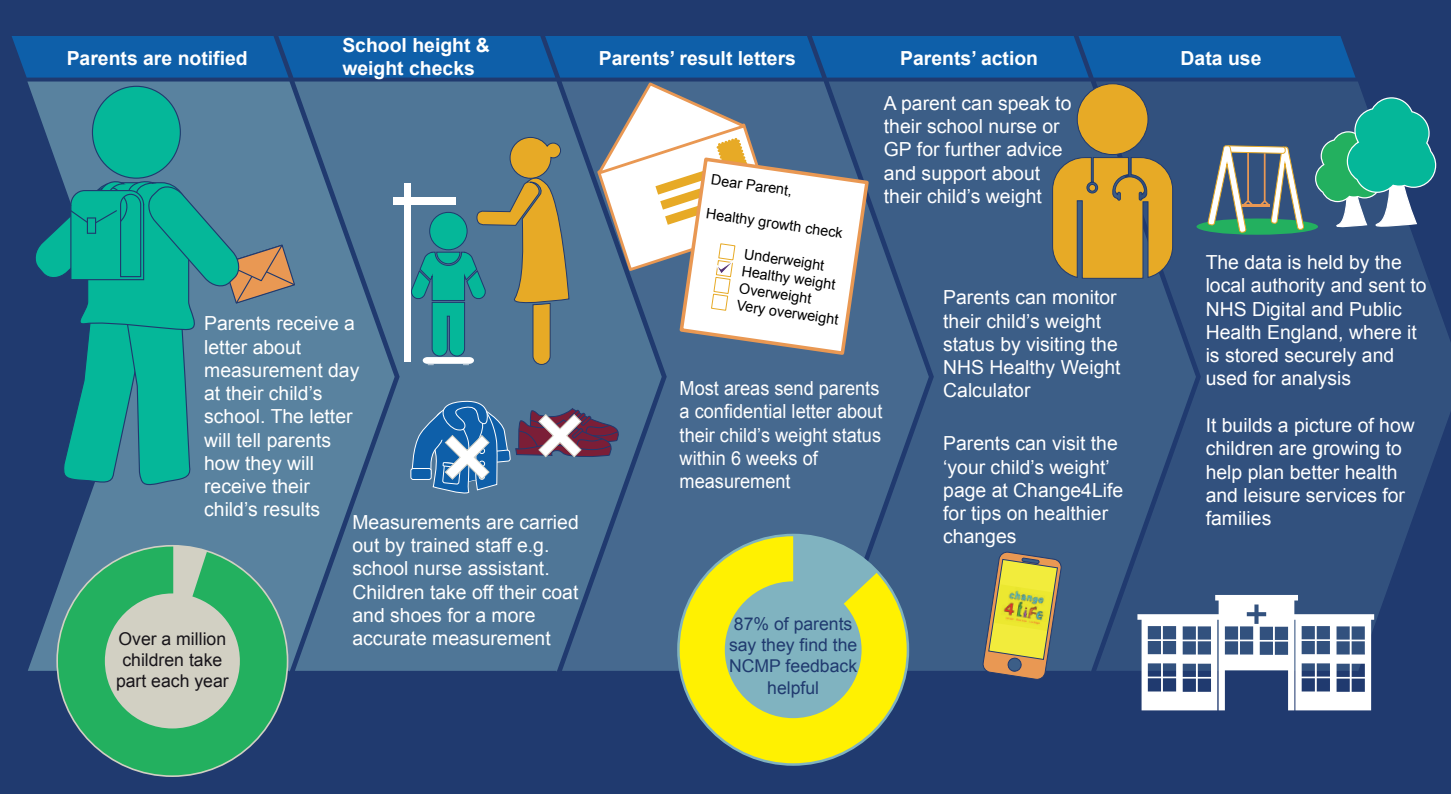 Parents are notified
School height &
weight checks
Parents’ result letters
Parents’ action
Data use
Parents receive a
letter about
measurement day
at their child’s
school. The letter
will tell parents
how they will
receive their
child’s results
Over a million
children take
part each year
Measurements are carried
out by trained staff e.g.
school nurse assistant.
Children take off their coat
and shoes for a more
accurate measurement
Dear Parent,
Healthy growth check
Underweight
Healthy weight
Overweight
Very overweight
Most areas send parents
a confidential letter about
their child’s weight status
within 6 weeks of
measurement
87% of parents
say they find the
NCMP feedback
helpful
A parent can speak to
their school nurse or
GP for further advice
and support about
their child’s weight
Parents can monitor
their child’s weight
status by visiting the
NHS Healthy Weight
Calculator
Parents can visit the
‘your child’s weight’
page at Change4Life
for tips on healthier
changes
change
4LiFe
The data is held by the
local authority and sent to
NHS Digital and Public
Health England, where it
is stored securely and
used for analysis
It builds a picture of how
children are growing to
help plan better health
and leisure services for
families